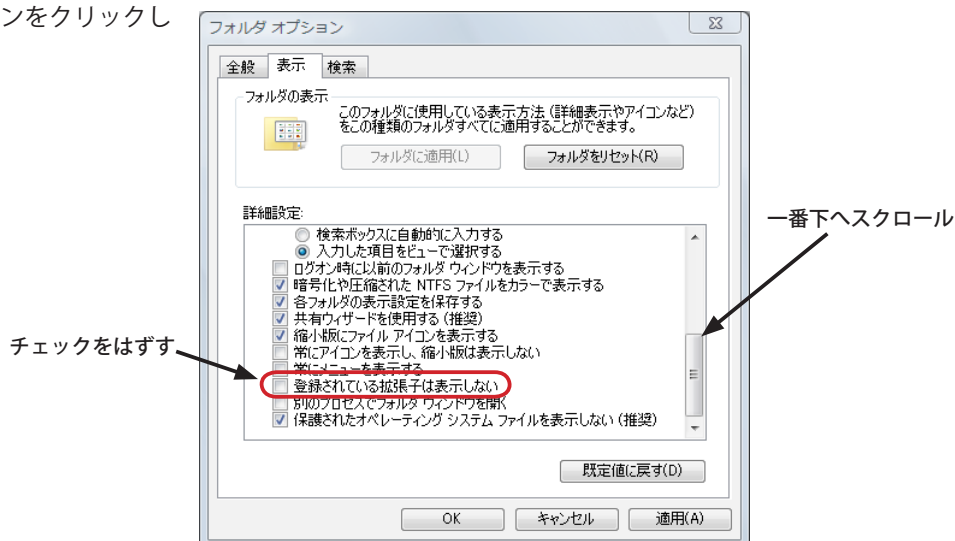 ンをクリックし
フォルダ オプション
全般 表示 検索
フォルダの表示
このフォルダに使用している表示方法 (詳細表示やアイコンなど)
をこの種類のフォルダすべてに適用することができます。
フォルダに適用(L) フォルダをリセット(R)
詳細設定:
検索ボックスに自動的に入力する
入力した項目をビューで選択する
ログオン時に以前のフォルダ ウィンドウを表示する
暗号化や圧縮された NTFS ファイルをカラーで表示する
各フォルダの表示設定を保存する
共有ウィザードを使用する (推奨)
縮小版にファイル アイコンを表示する
常にアイコンを表示し、縮小版は表示しない
常にメニューを表示する
登録されている拡張子は表示しない
別のプロセスでフォルダ ウィンドウを開く
保護されたオペレーティング システム ファイルを表示しない (推奨)
一番下へスクロール
チェックをはずす
既定値に戻す(D)
OK キャンセル 適用(A)